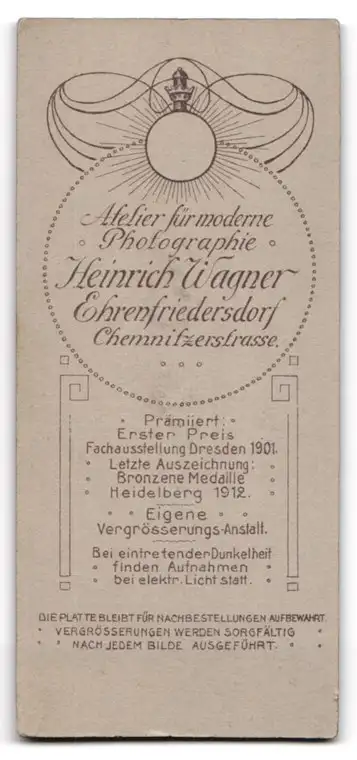 Atelier für moderne
Photographie
Heinrich Wagner
Ehrenfriedersdorf
Chemnitzerstrasse.
Prämiiert:
Erster Preis
Fachausstellung Dresden 1901.
Letzte Auszeichnung:
Bronzene Medaille
Heidelberg 1912.
Eigene
Vergrösserungs-Anstalt.
Bei eintretender Dunkelheit
finden Aufnahmen
bei elektr. Licht statt.
DIE PLATTE BLEIBT FÜR NACHBESTELLUNGEN AUFBEWAHRT.
VERGRÖSSERUNGEN WERDEN SORGFÄLTIG
NACH JEDEM BILDE AUSGEFÜHRT.